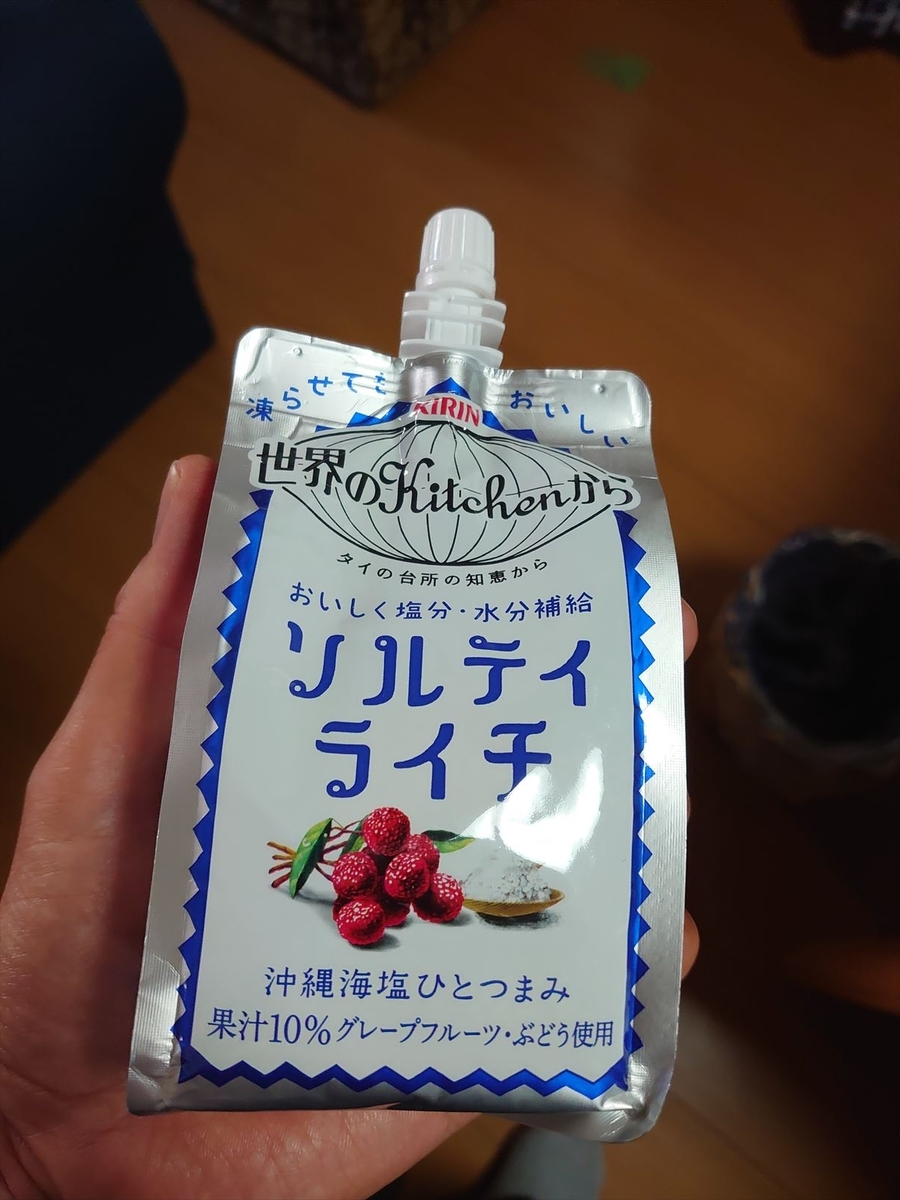 凍らせても おいしい
KIRIN
世界のKitchenから
タイの台所の知恵から
おいしく塩分・水分補給
ソルティ
ライチ
沖縄海塩ひとつまみ
果汁10%グレープフルーツ・ぶどう使用